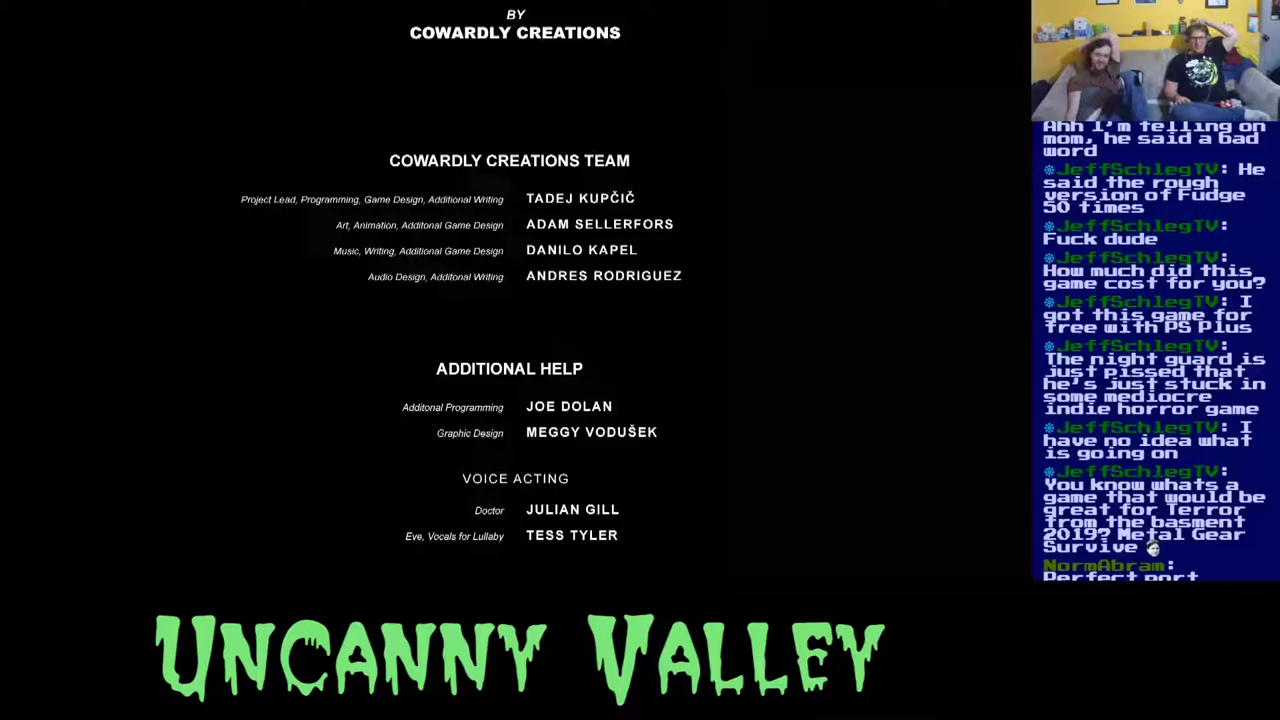 BY
COWARDLY CREATIONS
COWARDLY CREATIONS TEAM
Project Lead, Programming, Game Design, Additional Writing TADEJ KUPČIČ
Art, Animation, Additonal Game Design ADAM SELLERFORS
Music, Writing, Additional Game Design DANILO KAPEL
Audio Design, Additonal Writing ANDRES RODRIGUEZ
ADDITIONAL HELP
Additonal Programming JOE DOLAN
Graphic Design MEGGY VODUŠEK
VOICE ACTING
Doctor JULIAN GILL
Eve, Vocals for Lullaby TESS TYLER
UNCANNY VALLEY
Ahh I'm telling on
mom, he said a bad
word
JeffSchlegTV: He
said the rough
version of Fudge
50 times
JeffSchlegTV:
Fuck dude
JeffSchlegTV:
How much did this
game cost for you?
JeffSchlegTV: I
got this game for
free with PS Plus
JeffSchlegTV:
The night guard is
just pissed that
he's just stuck in
some mediocre
indie horror game
JeffSchlegTV: I
have no idea what
is going on
JeffSchlegTV:
You know whats a
game that would be
great for Terror
from the basment
2019? Metal Gear
Survive
NormAbram:
Perfect port